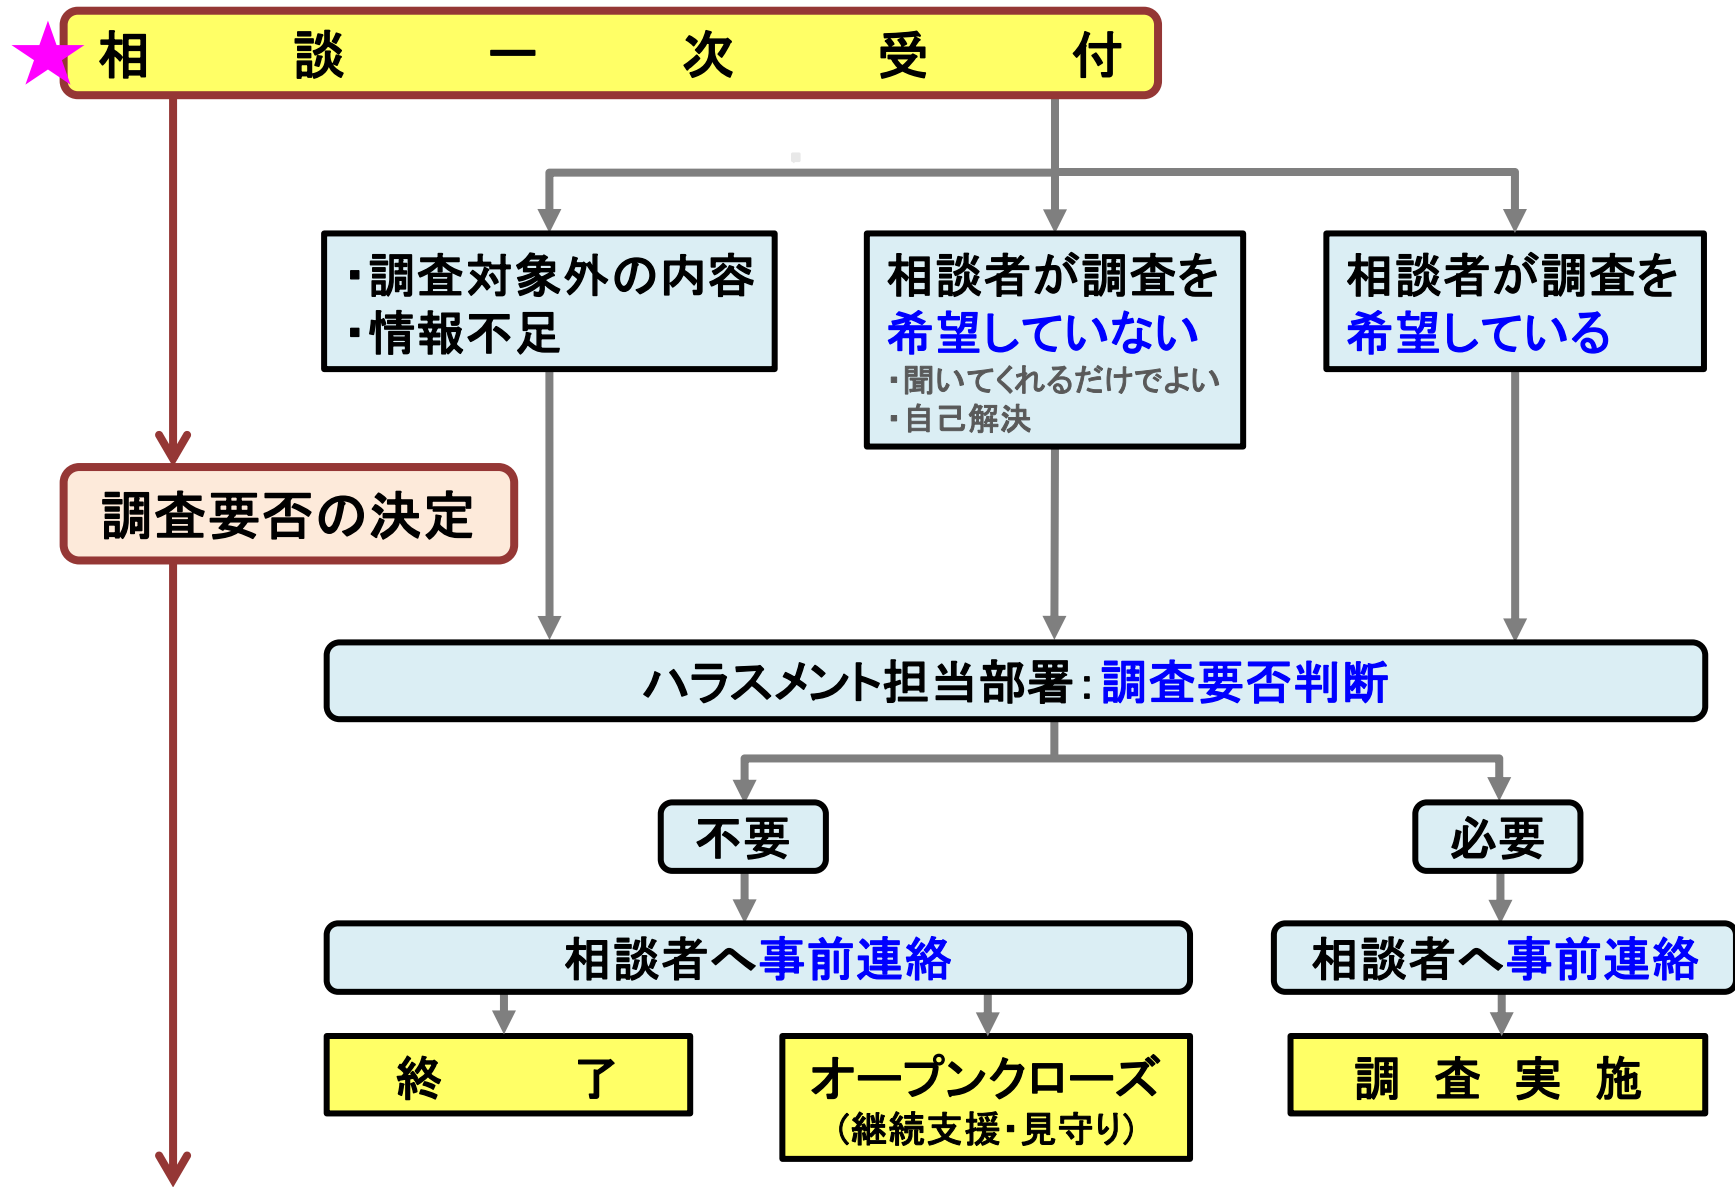 相談一次受付
・調査対象外の内容
・情報不足
相談者が調査を
希望していない
・聞いてくれるだけでよい
・自己解決
相談者が調査を
希望している
調査要否の決定
ハラスメント担当部署：調査要否判断
不要
必要
相談者へ事前連絡
相談者へ事前連絡
終了
オープンクローズ
（継続支援・見守り）
調査実施